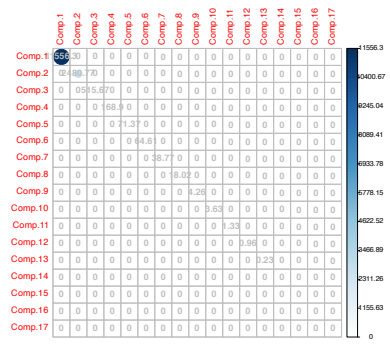 Comp.1 Comp.2 Comp.3 Comp.4 Comp.5 Comp.6 Comp.7 Comp.8 Comp.9 Comp.10 Comp.11 Comp.12 Comp.13 Comp.14 Comp.15 Comp.16 Comp.17
Comp.1 0 0 0 0 0 0 0 0 0 0 0 0 0 0 0 0
Comp.2 0 0 0 0 0 0 0 0 0 0 0 0 0 0 0 0
Comp.3 0 0 515.67 0 0 0 0 0 0 0 0 0 0 0 0 0 0
Comp.4 0 0 0 168.9 0 0 0 0 0 0 0 0 0 0 0 0 0
Comp.5 0 0 0 0 71.37 0 0 0 0 0 0 0 0 0 0 0 0
Comp.6 0 0 0 0 0 64.61 0 0 0 0 0 0 0 0 0 0 0
Comp.7 0 0 0 0 0 0 38.77 0 0 0 0 0 0 0 0 0 0
Comp.8 0 0 0 0 0 0 0 18.02 0 0 0 0 0 0 0 0 0
Comp.9 0 0 0 0 0 0 0 0 4.26 0 0 0 0 0 0 0 0
Comp.10 0 0 0 0 0 0 0 0 0 3.63 0 0 0 0 0 0 0
Comp.11 0 0 0 0 0 0 0 0 0 0 1.33 0 0 0 0 0 0
Comp.12 0 0 0 0 0 0 0 0 0 0 0 0.96 0 0 0 0 0
Comp.13 0 0 0 0 0 0 0 0 0 0 0 0 0.23 0 0 0 0
Comp.14 0 0 0 0 0 0 0 0 0 0 0 0 0 0 0 0 0
Comp.15 0 0 0 0 0 0 0 0 0 0 0 0 0 0 0 0 0
Comp.16 0 0 0 0 0 0 0 0 0 0 0 0 0 0 0 0 0
Comp.17 0 0 0 0 0 0 0 0 0 0 0 0 0 0 0 0 0
11556.3
10400.67
9245.04
8089.41
6933.78
5778.15
4622.52
3466.89
2311.26
1155.63
0